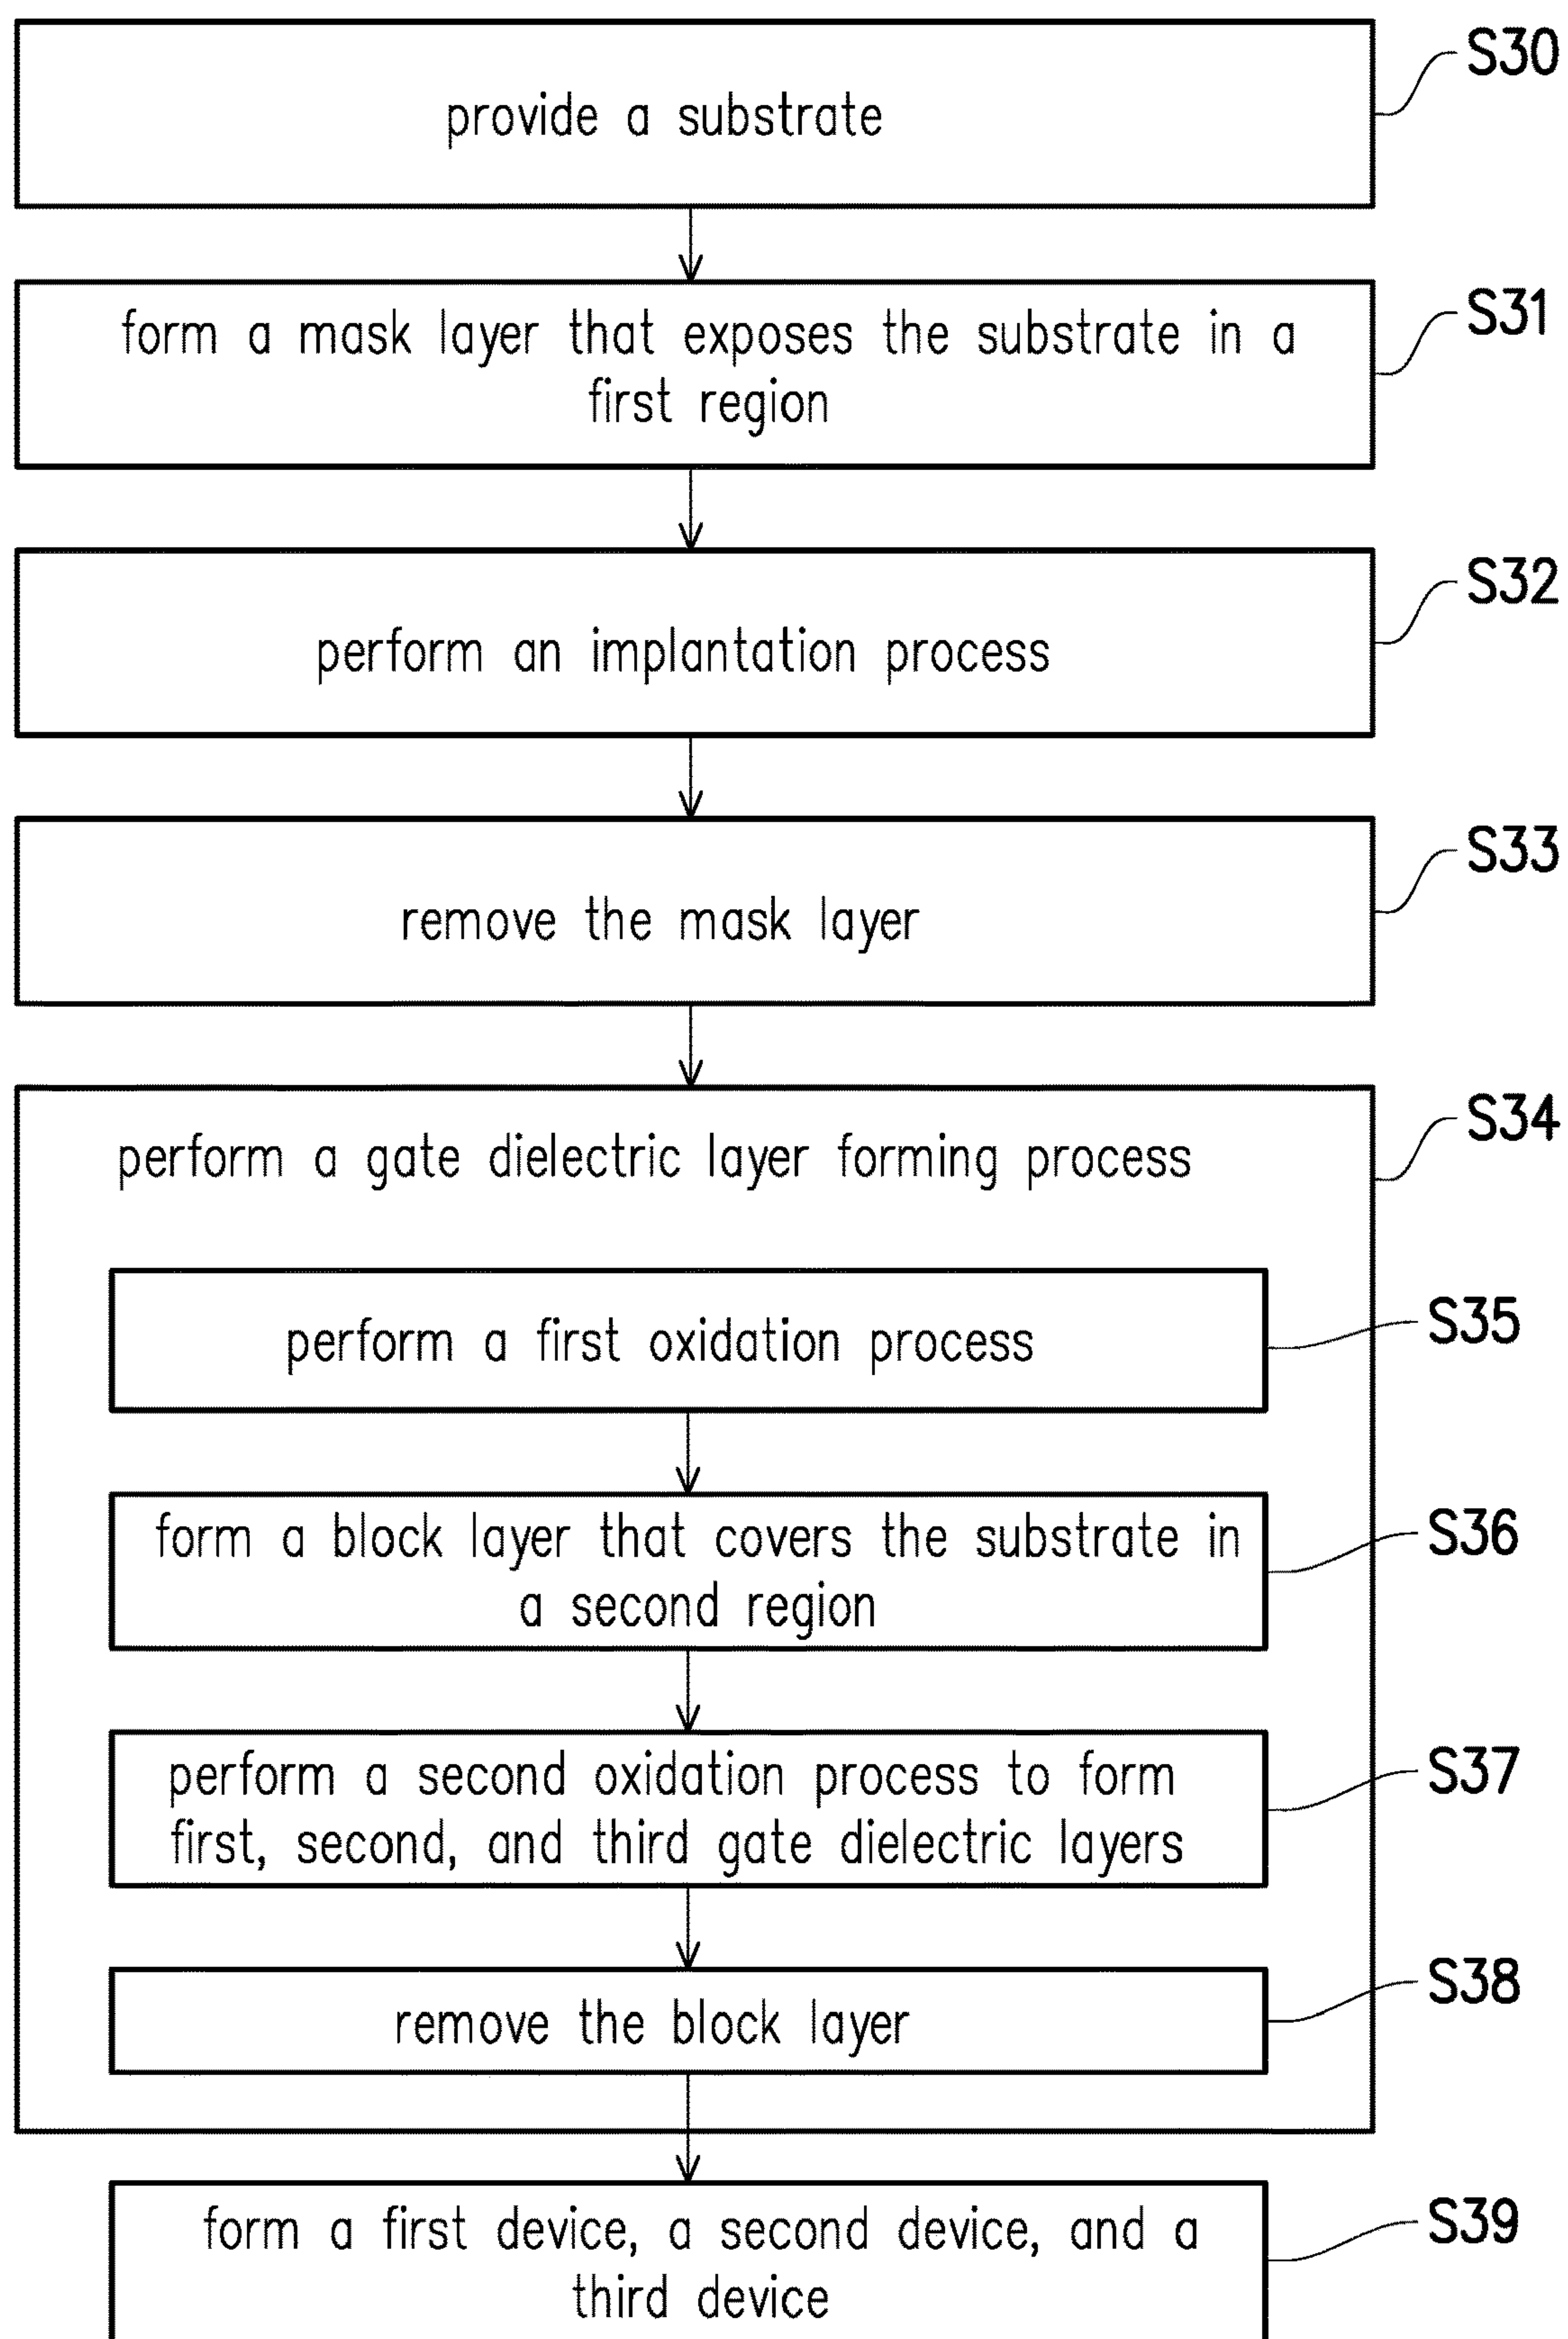 S30
provide a substrate
S31
form a mask layer that exposes the substrate in a
first region
S32
perform an implantation process
S33
remove the mask layer
S34
perform a gate dielectric layer forming process
S35
perform a first oxidation process
S36
form a block layer that covers the substrate in
a second region
S37
perform a second oxidation process to form
first, second, and third gate dielectric layers
S38
remove the block layer
S39
form a first device, a second device, and a
third device